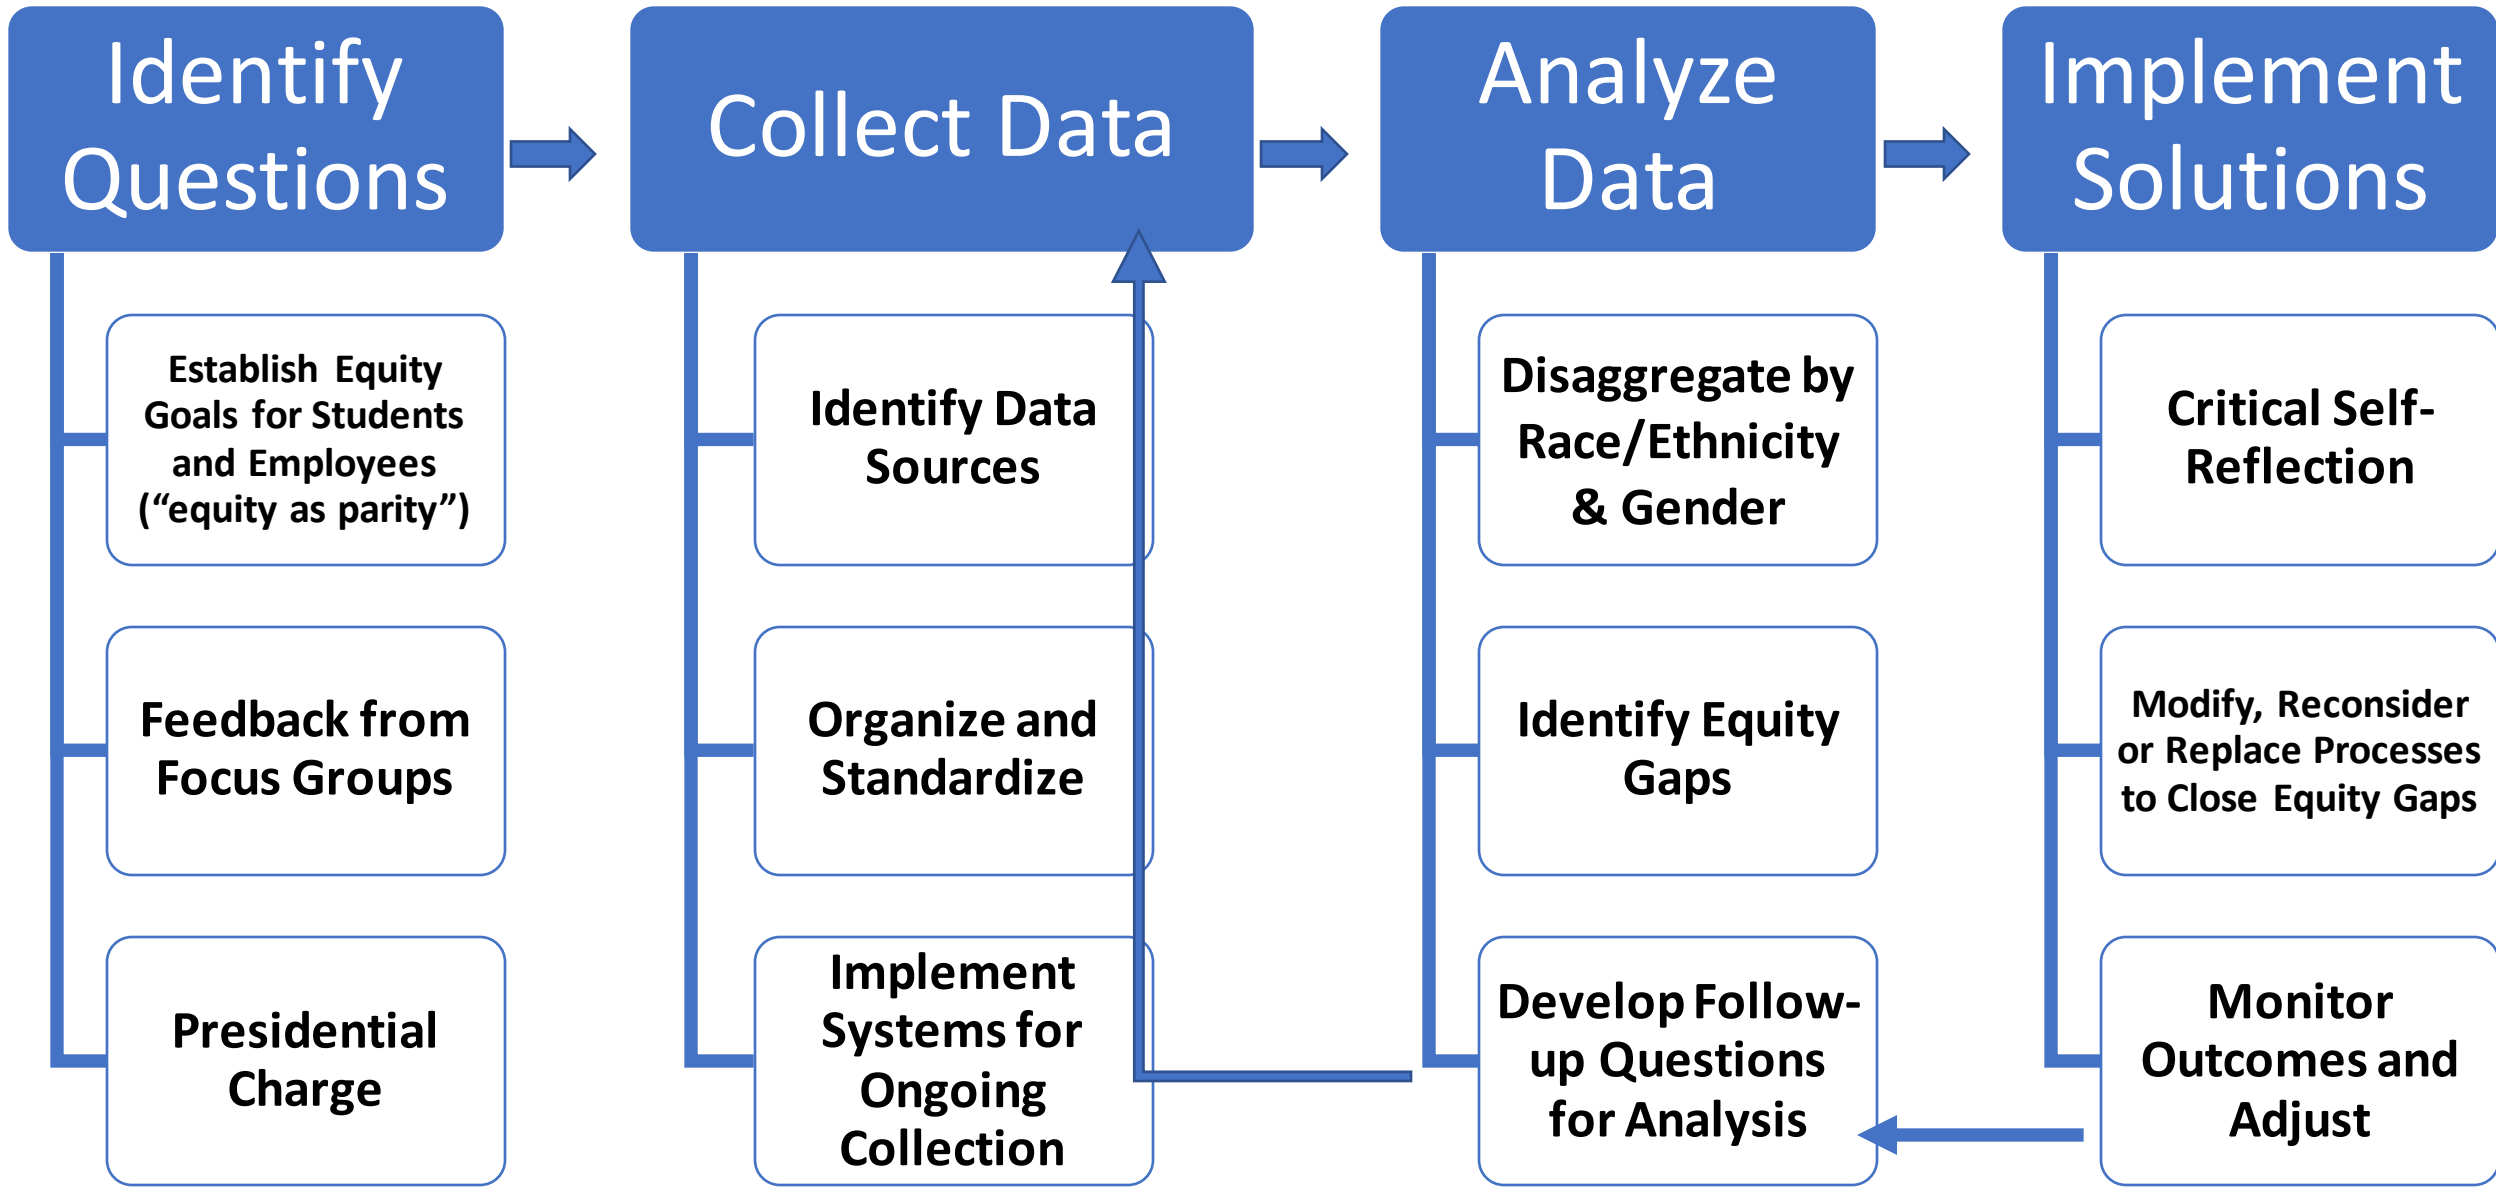 Identify
Questions
Establish Equity
Goals for Students
and Employees
(“equity as parity”)
Feedback from
Focus Groups
Presidential
Charge
Collect Data
Identify Data
Sources
Organize and
Standardize
Implement
Systems for
Ongoing
Collection
Analyze
Data
Disaggregate by
Race/Ethnicity
& Gender
Identify Equity
Gaps
Develop Follow-
up Questions
for Analysis
Implement
Solutions
Critical Self-
Reflection
Modify, Reconsider
or Replace Processes
to Close Equity Gaps
Monitor
Outcomes and
Adjust